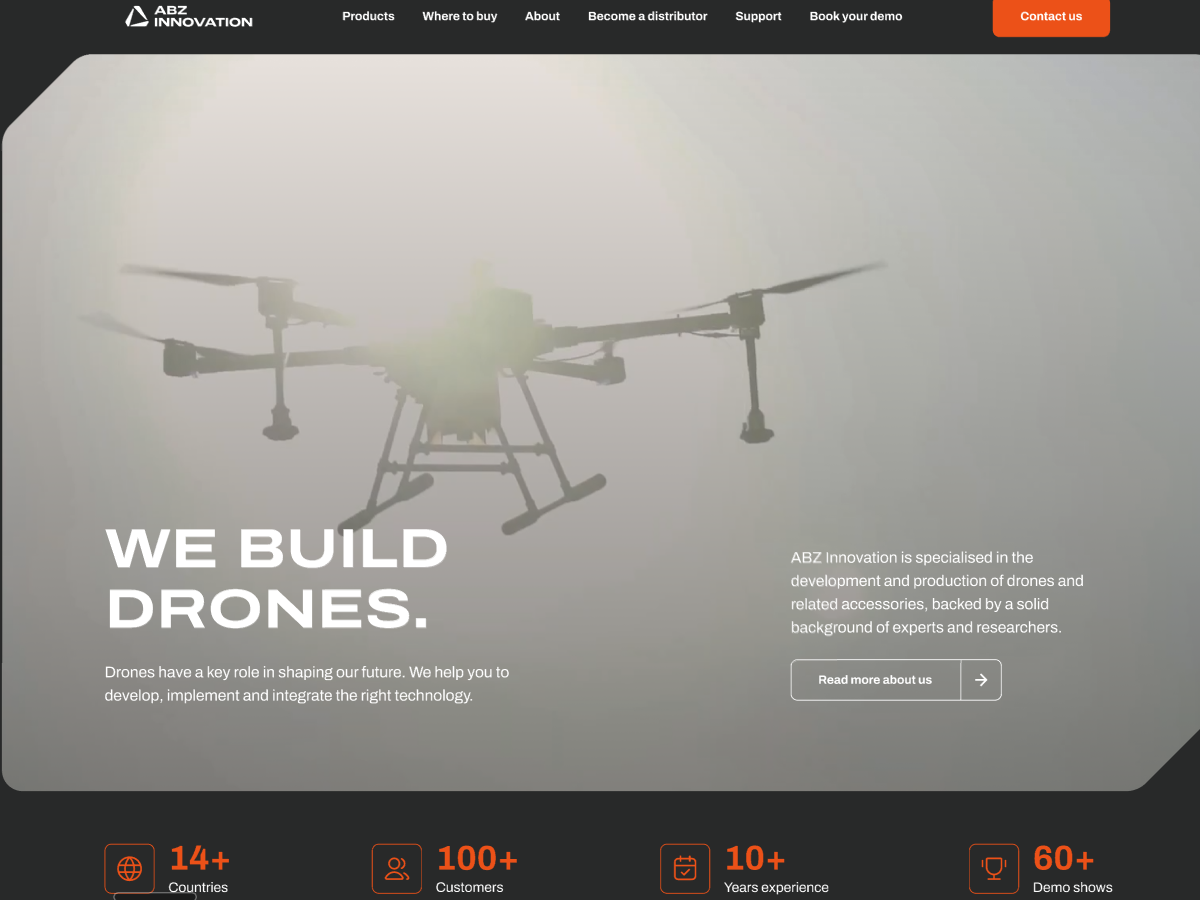 ABZ
INNOVATION
Products
Where to buy
About
Become a distributor
Support
Book your demo
Contact us
WE BUILD
DRONES.
Drones have a key role in shaping our future. We help you to
develop, implement and integrate the right technology.
ABZ Innovation is specialised in the
development and production of drones and
related accessories, backed by a solid
background of experts and researchers.
Read more about us
14+
Countries
100+
Customers
10+
Years experience
60+
Demo shows